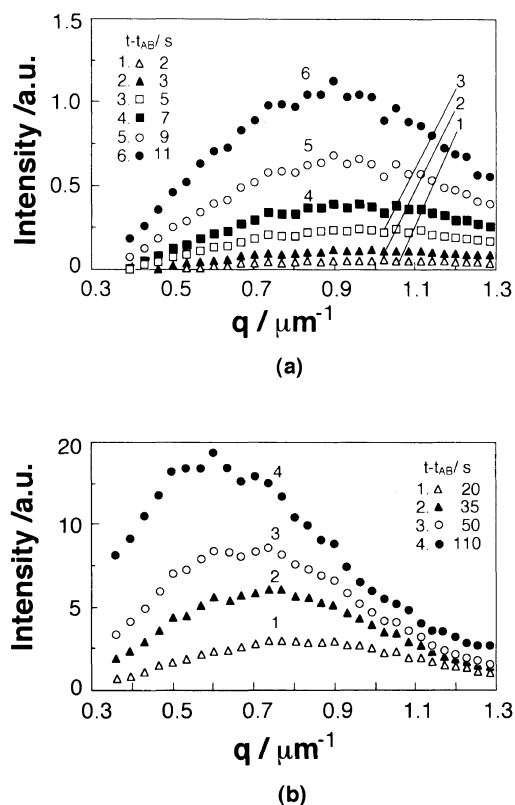 t-tAB/ s
1. △ 2
2. ▲ 3
3. □ 5
4. ■ 7
5. ○ 9
6. ● 11
1.5
1.0
0.5
0
Intensity /a.u.
6
5
4
3
2
1
0.3 0.5 0.7 0.9 1.1 1.3
q / μm⁻¹
(a)
t-tAB/ s
1. △ 20
2. ▲ 35
3. ○ 50
4. ● 110
20
10
5
0
Intensity /a.u.
4
3
2
1
0.3 0.5 0.7 0.9 1.1 1.3
q / μm⁻¹
(b)